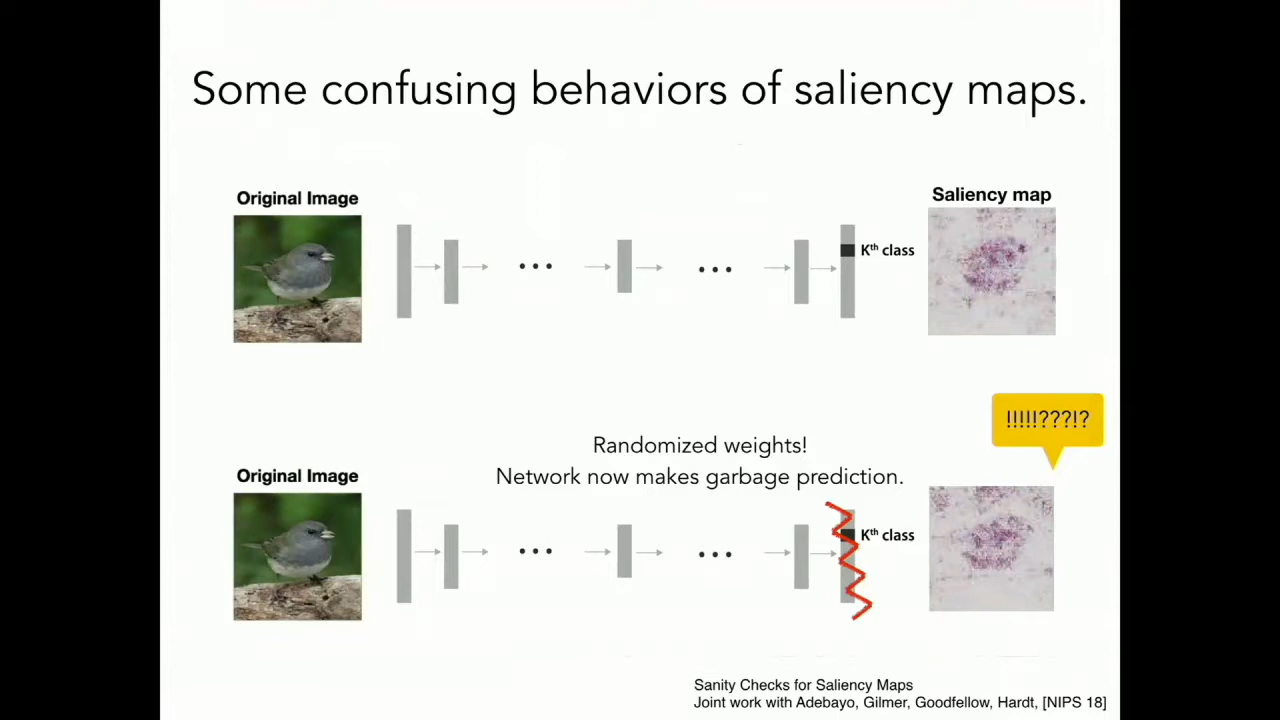 Some confusing behaviors of saliency maps.
Original Image
Saliency map
Kth class
!!!!!???!?
Randomized weights!
Network now makes garbage prediction.
Original Image
Kth class
Sanity Checks for Saliency Maps
Joint work with Adebayo, Gilmer, Goodfellow, Hardt, [NIPS 18]